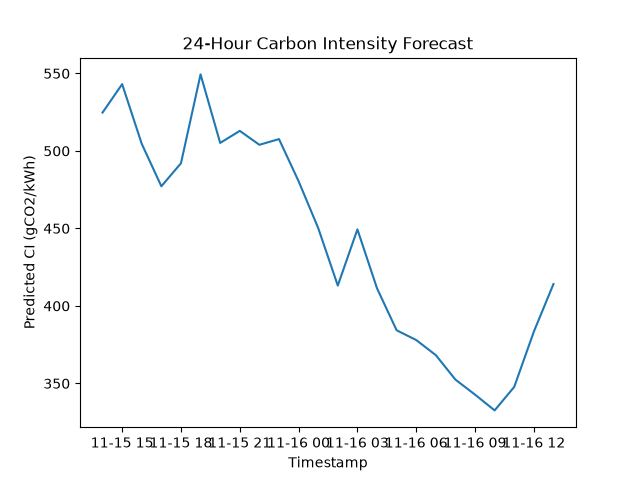 24-Hour Carbon Intensity Forecast
550
500
450
400
350
Predicted CI (gCO2/kWh)
11-15 15 11-15 18 11-15 21 11-16 00 11-16 03 11-16 06 11-16 09 11-16 12
Timestamp